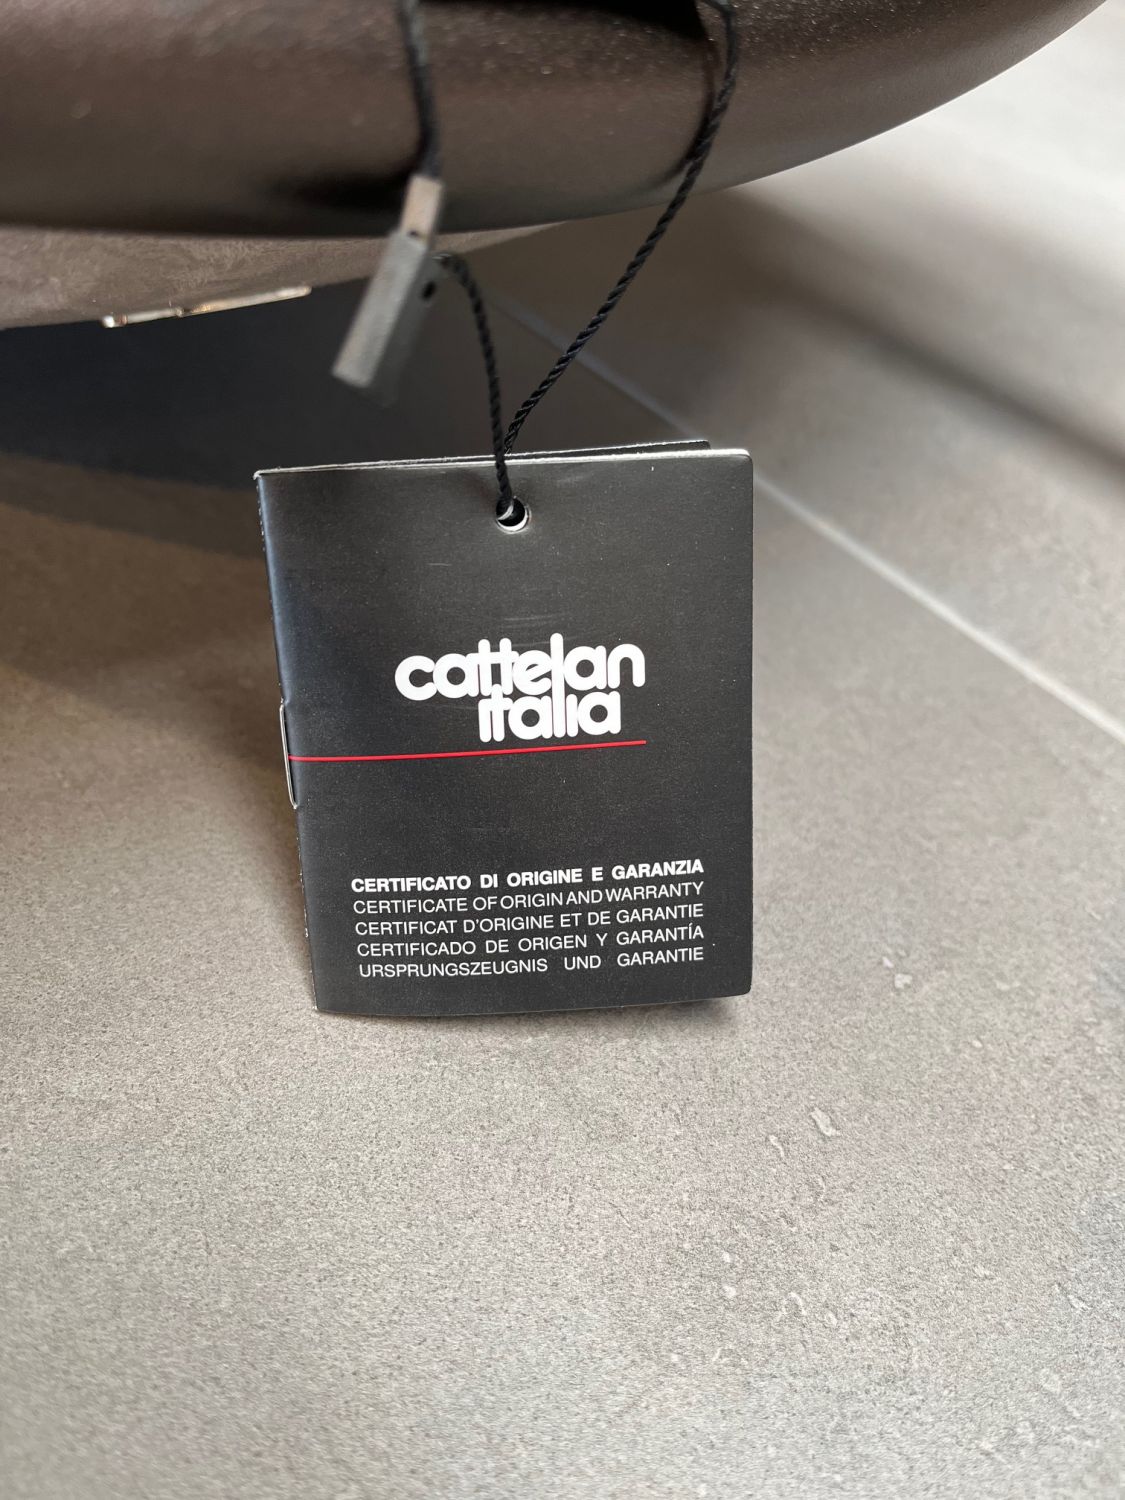 cattelan
italia
CERTIFICATO DI ORIGINE E GARANZIA
CERTIFICATE OF ORIGIN AND WARRANTY
CERTIFICAT D'ORIGINE ET DE GARANTIE
CERTIFICADO DE ORIGEN Y GARANTÍA
URSPRUNGSZEUGNIS UND GARANTIE